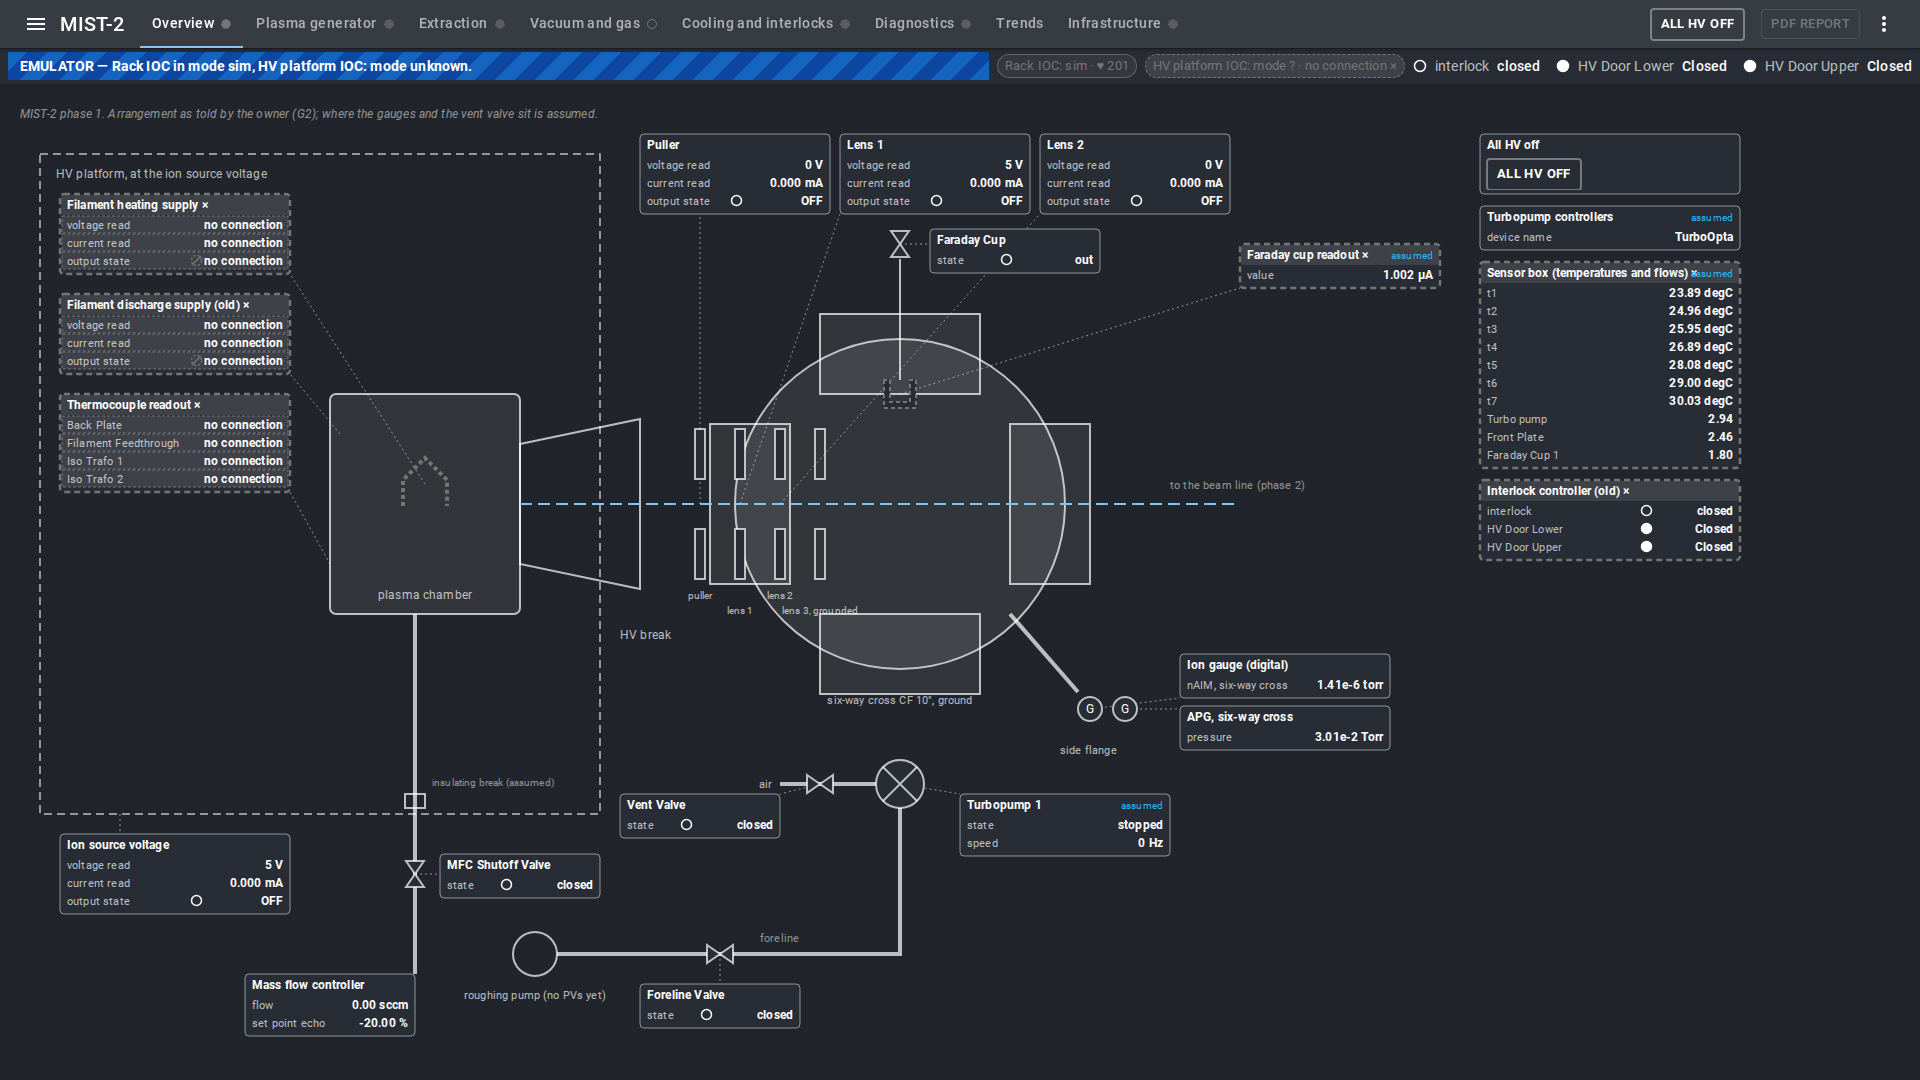 MIST-2 Overview Plasma generator Extraction Vacuum and gas Cooling and interlocks Diagnostics Trends Infrastructure ALL HV OFF PDF REPORT
EMULATOR — Rack IOC in mode sim, HV platform IOC: mode unknown. Rack IOC: sim · ♥ 201 HV platform IOC: mode ? · no connection × interlock closed HV Door Lower Closed HV Door Upper Closed
MIST-2 phase 1. Arrangement as told by the owner (G2); where the gauges and the vent valve sit is assumed.
HV platform, at the ion source voltage
Filament heating supply ×
voltage read no connection
current read no connection
output state no connection
Filament discharge supply (old) ×
voltage read no connection
current read no connection
output state no connection
Thermocouple readout ×
Back Plate no connection
Filament Feedthrough no connection
Iso Trafo 1 no connection
Iso Trafo 2 no connection
plasma chamber
Puller
voltage read 0 V
current read 0.000 mA
output state OFF
Lens 1
voltage read 5 V
current read 0.000 mA
output state OFF
Lens 2
voltage read 0 V
current read 0.000 mA
output state OFF
Faraday Cup
state out
Faraday cup readout × assumed
value 1.002 µA
All HV off
ALL HV OFF
Turbopump controllers assumed
device name TurboOpta
Sensor box (temperatures and flows) × assumed
t1 23.89 degC
t2 24.96 degC
t3 25.95 degC
t4 26.89 degC
t5 28.08 degC
t6 29.00 degC
t7 30.03 degC
Turbo pump 2.94
Front Plate 2.46
Faraday Cup 1 1.80
Interlock controller (old) ×
interlock closed
HV Door Lower Closed
HV Door Upper Closed
to the beam line (phase 2)
puller
lens 1
lens 2
lens 3, grounded
HV break
six-way cross CF 10", ground
G G
side flange
Ion gauge (digital)
nAIM, six-way cross 1.41e-6 torr
APG, six-way cross
pressure 3.01e-2 Torr
insulating break (assumed)
air
Vent Valve
state closed
Turbopump 1 assumed
state stopped
speed 0 Hz
Ion source voltage
voltage read 5 V
current read 0.000 mA
output state OFF
MFC Shutoff Valve
state closed
foreline
roughing pump (no PVs yet)
Foreline Valve
state closed
Mass flow controller
flow 0.00 sccm
set point echo -20.00 %